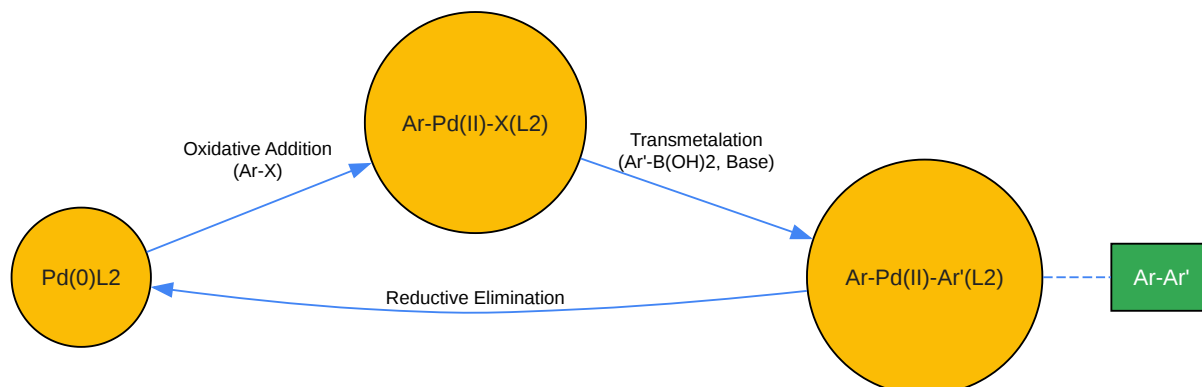 Ar-Pd(II)-X(L2)
Oxidative Addition
(Ar-X)
Transmetalation
(Ar'-B(OH)2, Base)
Pd(0)L2
Reductive Elimination
Ar-Pd(II)-Ar'(L2)
Ar-Ar'